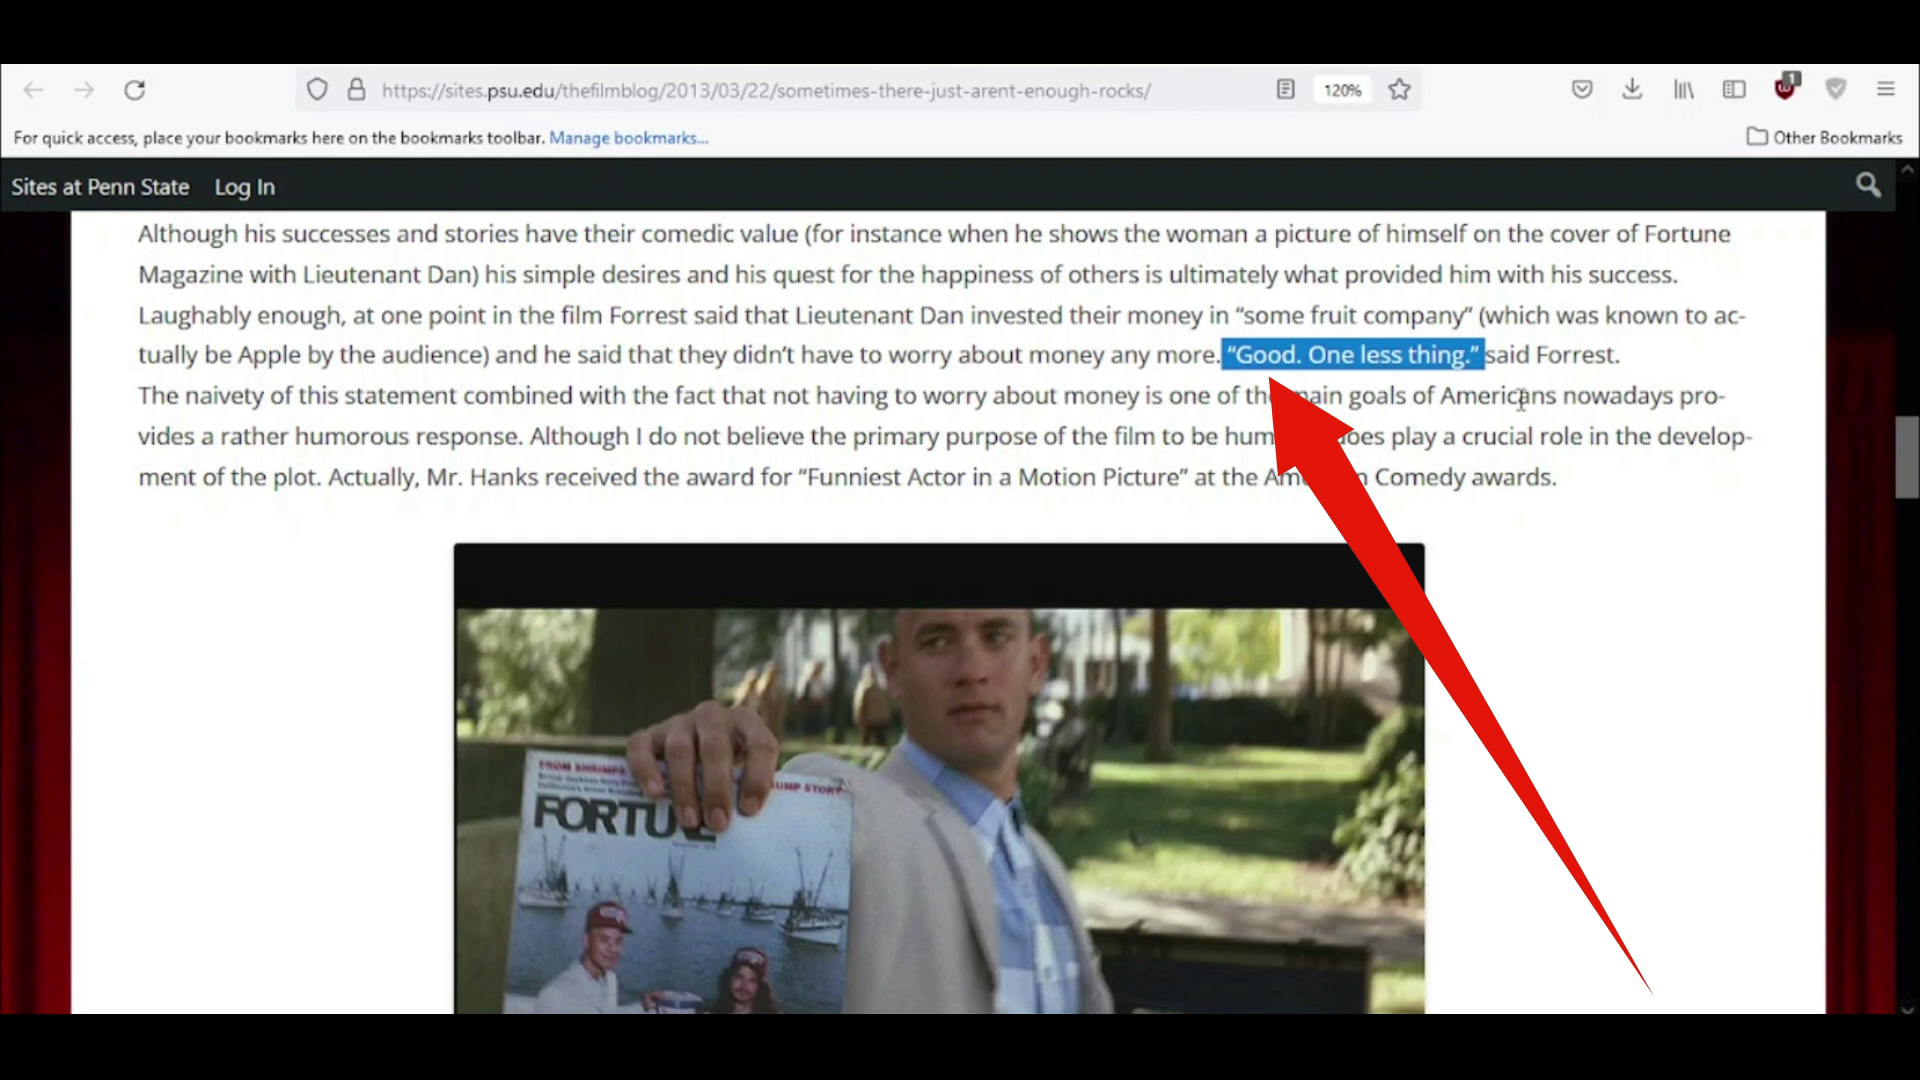 https://sites.psu.edu/thefilmblog/2013/03/22/sometimes-there-just-arent-enough-rocks/
120%
1
For quick access, place your bookmarks here on the bookmarks toolbar. Manage bookmarks...
Other Bookmarks
Sites at Penn State Log In
Although his successes and stories have their comedic value (for instance when he shows the woman a picture of himself on the cover of Fortune
Magazine with Lieutenant Dan) his simple desires and his quest for the happiness of others is ultimately what provided him with his success.
Laughably enough, at one point in the film Forrest said that Lieutenant Dan invested their money in “some fruit company” (which was known to ac-
tually be Apple by the audience) and he said that they didn’t have to worry about money any more. “Good. One less thing.” said Forrest.
The naivety of this statement combined with the fact that not having to worry about money is one of the main goals of Americans nowadays pro-
vides a rather humorous response. Although I do not believe the primary purpose of the film to be play a crucial role in the develop-
ment of the plot. Actually, Mr. Hanks received the award for “Funniest Actor in a Motion Picture” at the Comedy awards.
FROM SHRIMPS
UMP STORY
FORTUNE